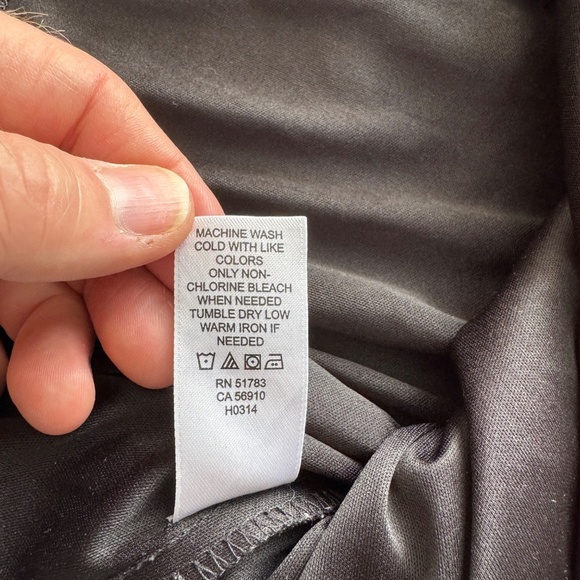 MACHINE WASH
COLD WITH LIKE
COLORS
ONLY NON-
CHLORINE BLEACH
WHEN NEEDED
TUMBLE DRY LOW
WARM IRON IF
NEEDED
RN 51783
CA 56910
H0314